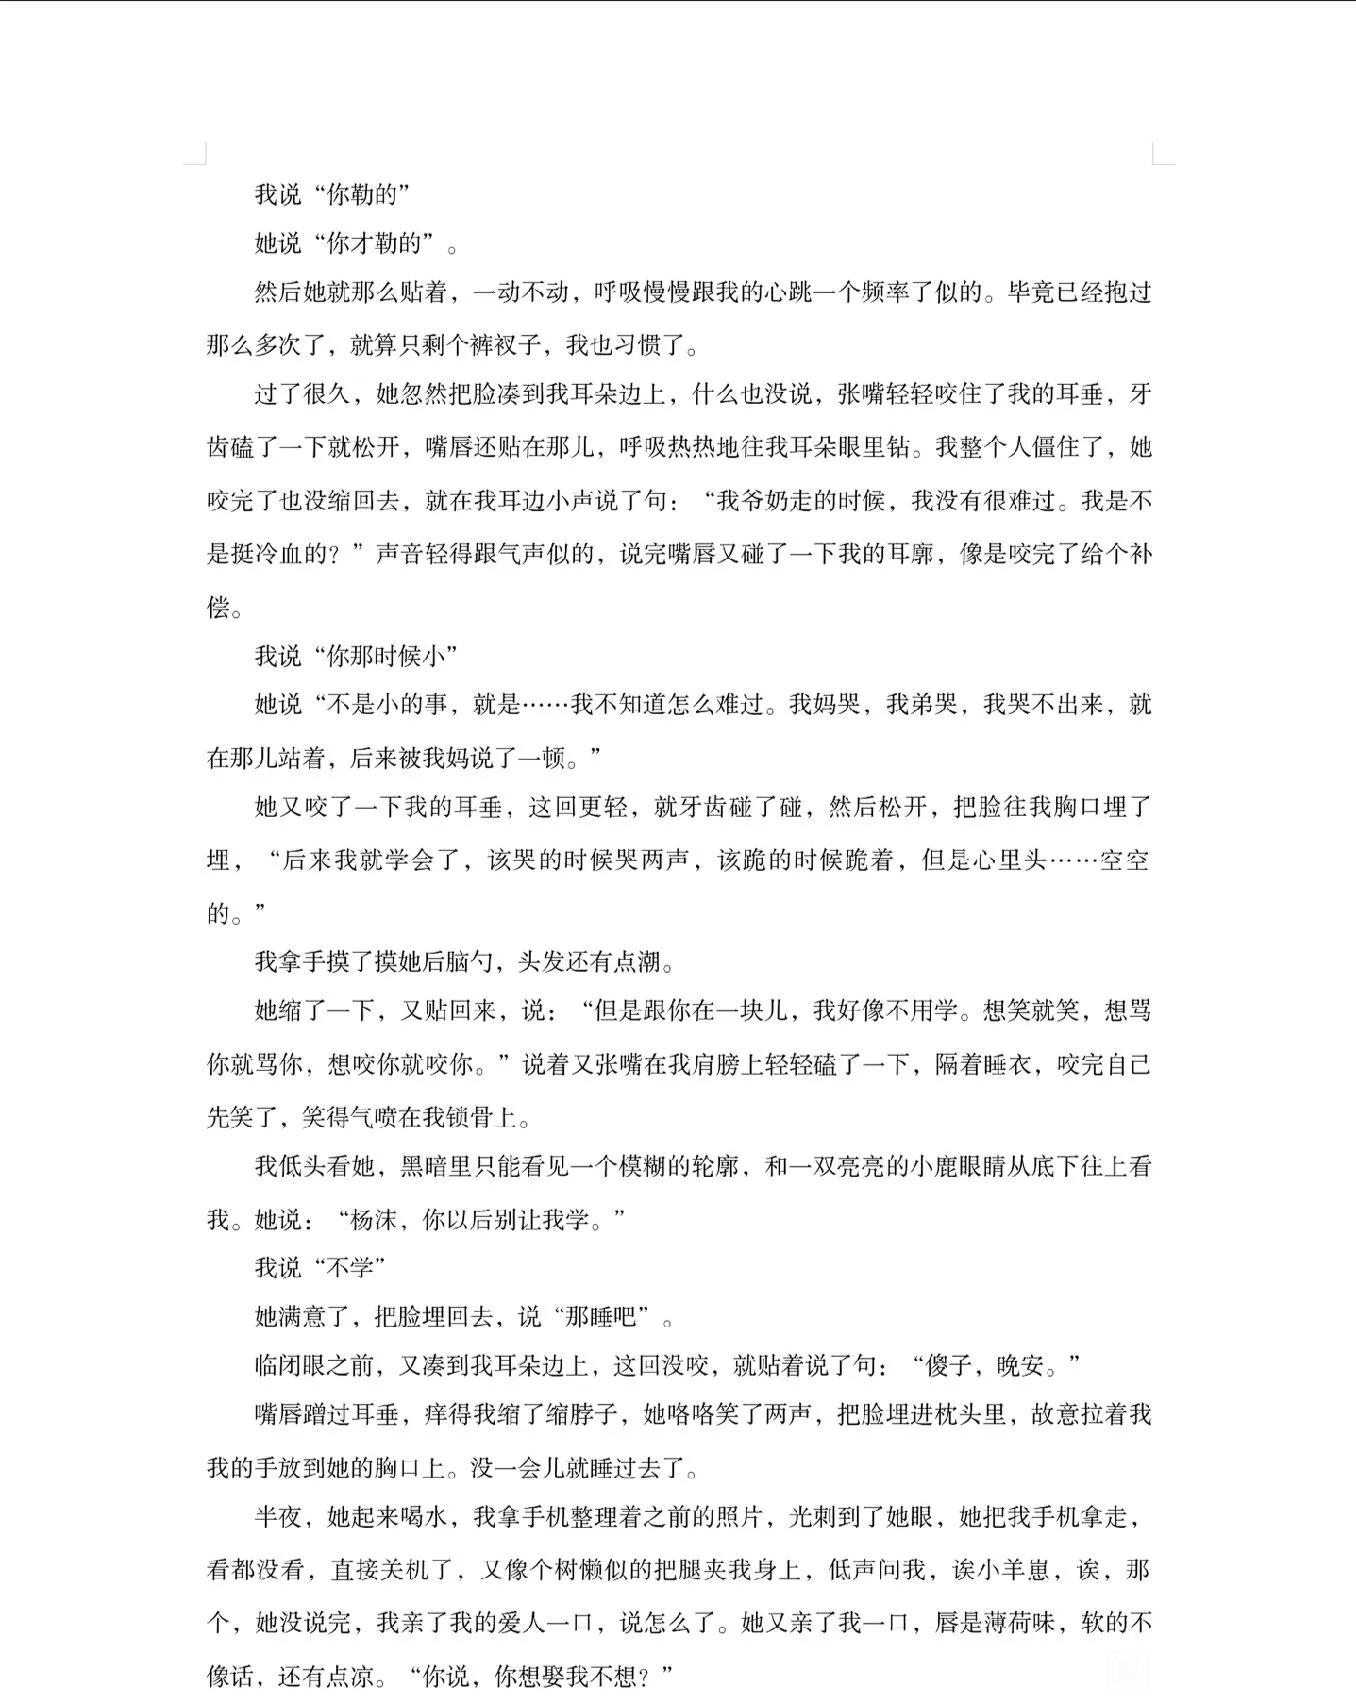 我说“你勒的”
她说“你才勒的”。
然后她就那么贴着，一动不动，呼吸慢慢跟我的心跳一个频率了似的。毕竟已经抱过
那么多次了，就算只剩个裤衩子，我也习惯了。
过了很久，她忽然把脸凑到我耳朵边上，什么也没说，张嘴轻轻咬住了我的耳垂，牙
齿磕了一下就松开，嘴唇还贴在那儿，呼吸热热地往我耳朵眼里钻。我整个人僵住了，她
咬完了也没缩回去，就在我耳边小声说了句：“我爷奶走的时候，我没有很难过。我是不
是挺冷血的？”声音轻得跟气声似的，说完嘴唇又碰了一下我的耳廓，像是咬完了给个补
偿。
我说“你那时候小”
她说“不是小的事，就是……我不知道怎么难过。我妈哭，我弟哭，我哭不出来，就
在那儿站着，后来被我妈说了一顿。”
她又咬了一下我的耳垂，这回更轻，就牙齿碰了碰，然后松开，把脸往我胸口埋了
埋，“后来我就学会了，该哭的时候哭两声，该跪的时候跪着，但是心里头……空空
的。”
我拿手摸了摸她后脑勺，头发还有点潮。
她缩了一下，又贴回来，说：“但是跟你在一块儿，我好像不用学。想笑就笑，想骂
你就骂你，想咬你就咬你。”说着又张嘴在我肩膀上轻轻磕了一下，隔着睡衣，咬完自己
先笑了，笑得气喷在我锁骨上。
我低头看她，黑暗里只能看见一个模糊的轮廓，和一双亮亮的小鹿眼睛从底下往上看
我。她说：“杨沫，你以后别让我学。”
我说“不学”
她满意了，把脸埋回去，说“那睡吧”。
临闭眼之前，又凑到我耳朵边上，这回没咬，就贴着说了句：“傻子，晚安。”
嘴唇蹭过耳垂，痒得我缩了缩脖子，她咯咯笑了两声，把脸埋进枕头里，故意拉着我
我的手放到她的胸口上。没一会儿就睡过去了。
半夜，她起来喝水，我拿手机整理着之前的照片，光刺到了她眼，她把我手机拿走，
看都没看，直接关机了，又像个树懒似的把腿夹我身上，低声问我，诶小羊崽，诶，那
个，她没说完，我亲了我的爱人一口，说怎么了。她又亲了我一口，唇是薄荷味，软的不
像话，还有点凉。“你说，你想娶我不想？”